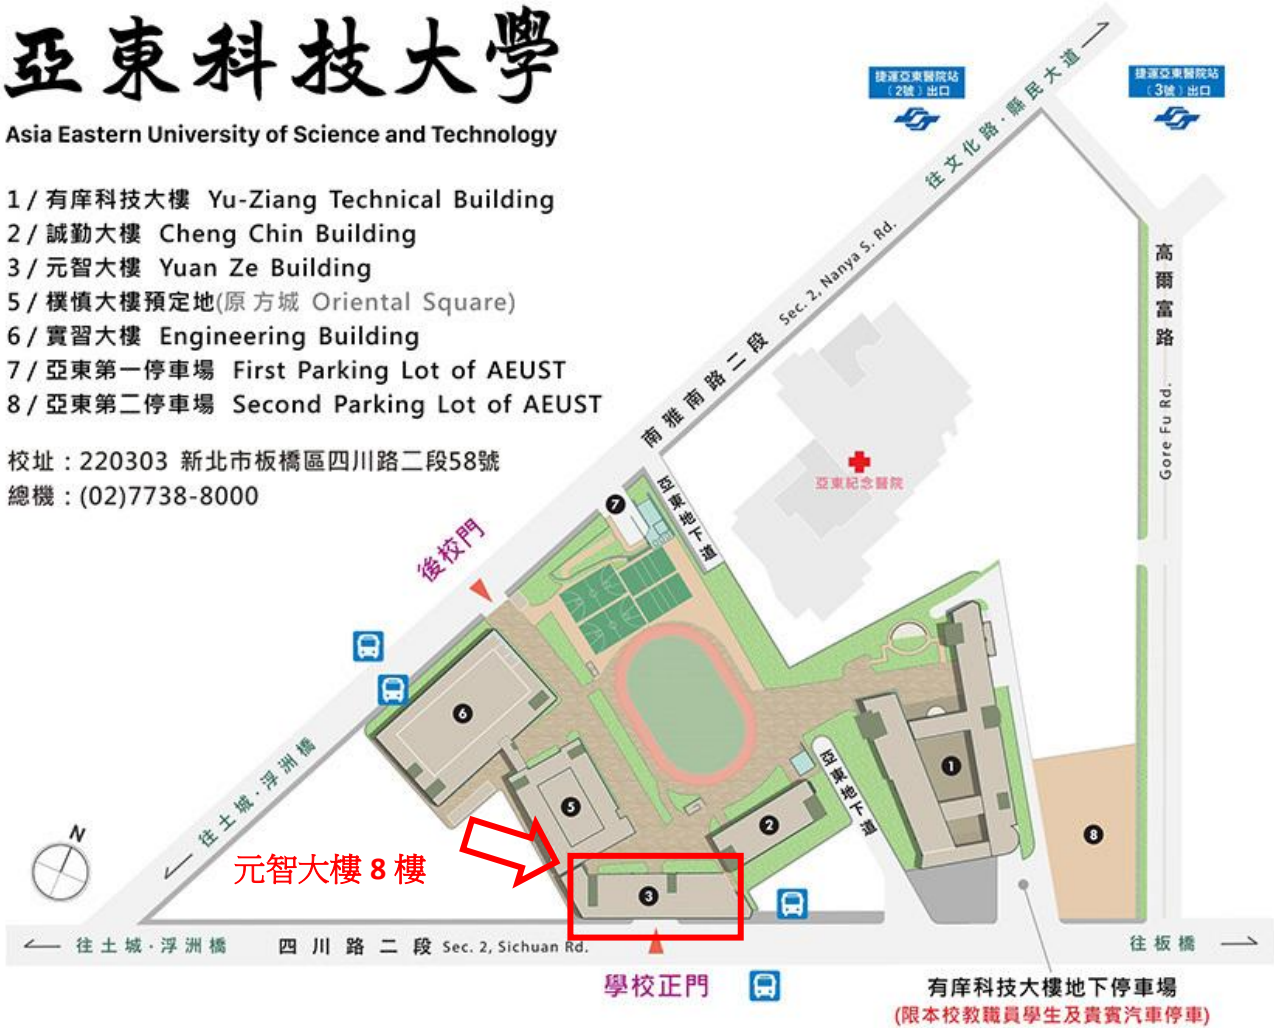 亞東科技大學
Asia Eastern University of Science and Technology
1 / 有庠科技大樓 Yu-Ziang Technical Building
2 / 誠勤大樓 Cheng Chin Building
3 / 元智大樓 Yuan Ze Building
5 / 樸慎大樓預定地(原方城 Oriental Square)
6 / 實習大樓 Engineering Building
7 / 亞東第一停車場 First Parking Lot of AEUST
8 / 亞東第二停車場 Second Parking Lot of AEUST
校址：220303 新北市板橋區四川路二段58號
總機：(02)7738-8000
捷運亞東醫院站
（2號）出口
捷運亞東醫院站
（3號）出口
往文化路·縣民大道
Sec. 2, Nanya S. Rd.
南雅南路二段
高爾富路
Gore Fu Rd.
亞東紀念醫院
亞東地下道
7
後校門
6
5
往土城·浮洲橋
N
元智大樓 8 樓
3
2
亞東地下道
1
8
往土城·浮洲橋
四川路二段 Sec. 2, Sichuan Rd.
往板橋
學校正門
有庠科技大樓地下停車場
(限本校教職員學生及貴賓汽車停車)